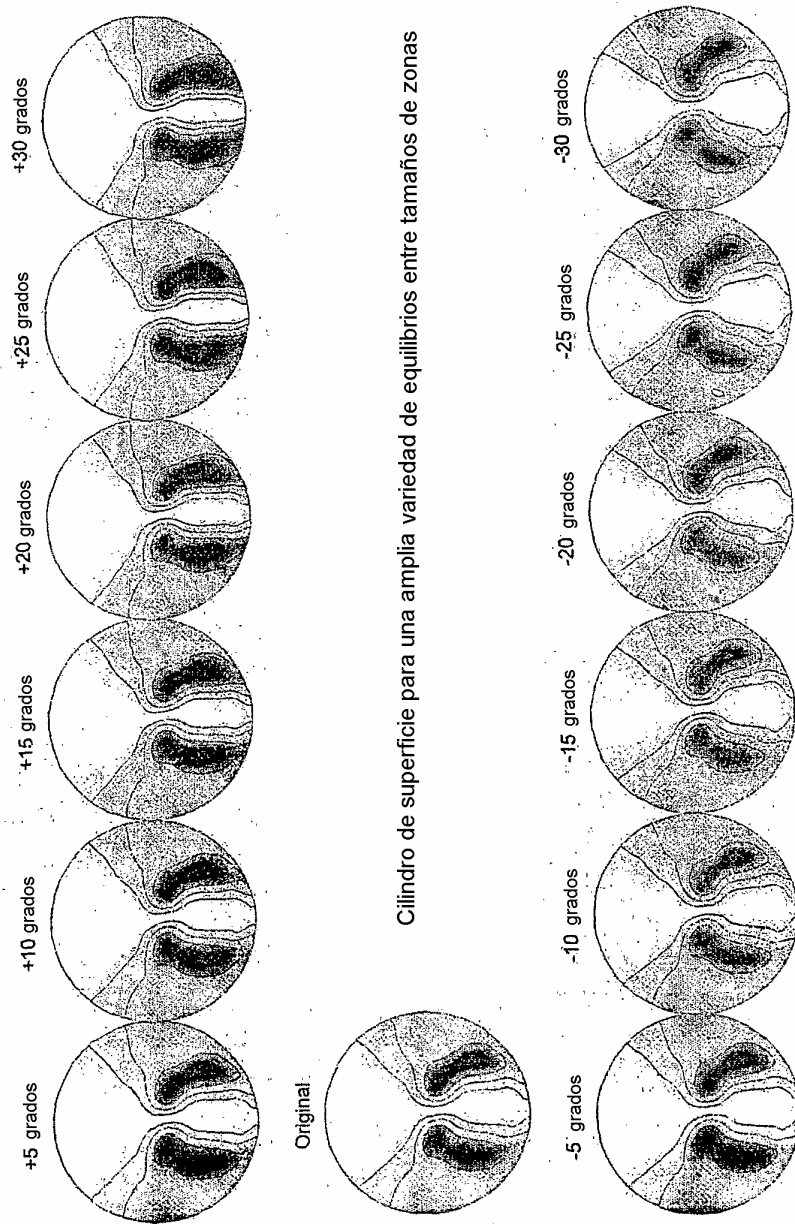 +5 grados
+10 grados
+15 grados
+20 grados
+25 grados
+30 grados
Original
Cilindro de superficie para una amplia variedad de equilibrios entre tamaños de zonas
-5 grados
-10 grados
-15 grados
-20 grados
-25 grados
-30 grados